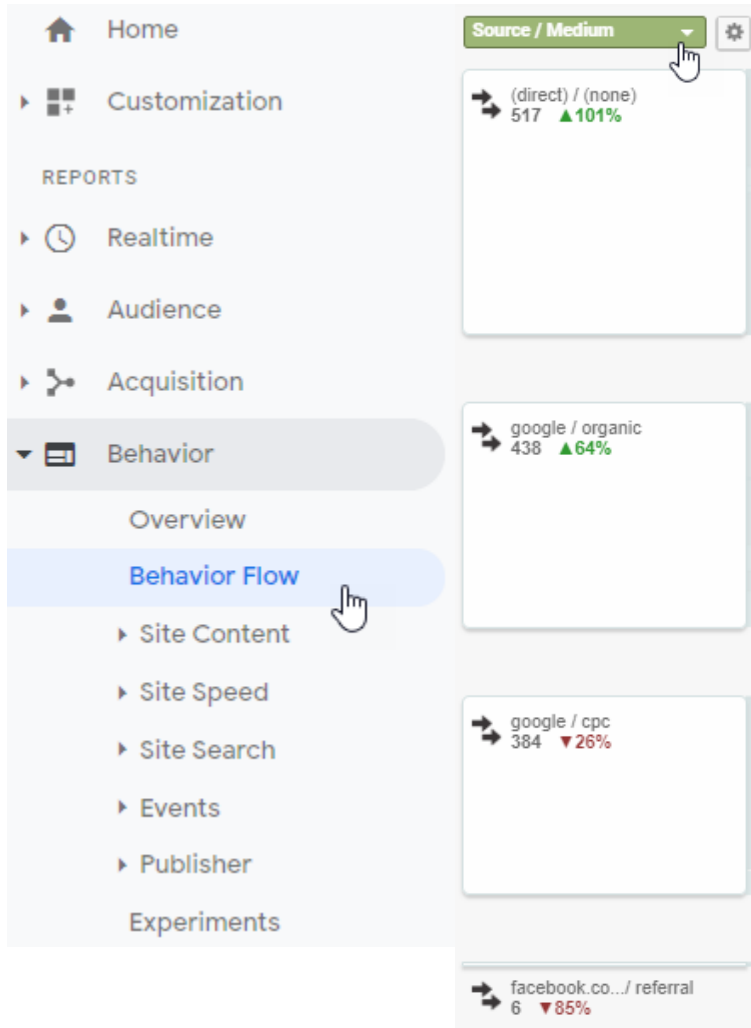 Home
Customization
REPORTS
Realtime
Audience
Acquisition
Behavior
Overview
Behavior Flow
Site Content
Site Speed
Site Search
Events
Publisher
Experiments
Source / Medium
(direct) / (none)
517 ▲101%
google / organic
438 ▲64%
google / cpc
384 ▼26%
facebook.co.../ referral
6 ▼85%